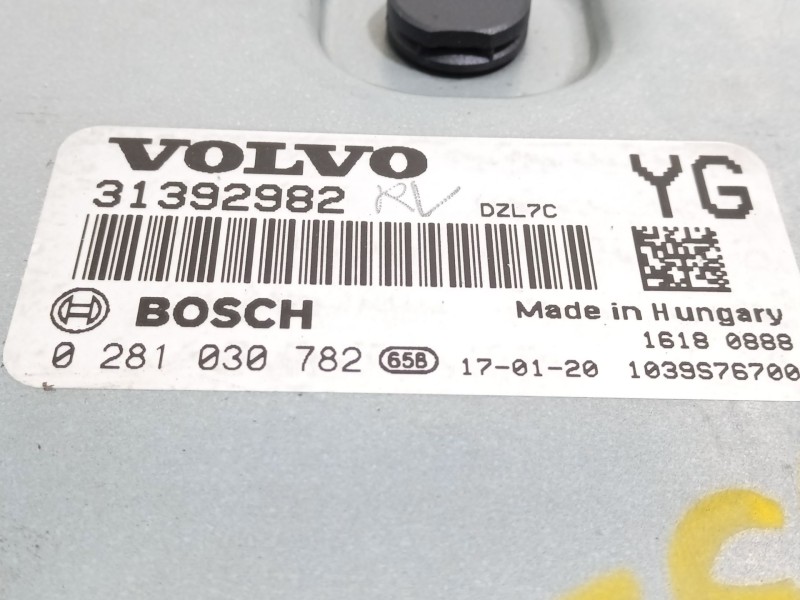 VOLVO
YG
31392982 RV DZL7C
BOSCH
Made in Hungary
1618 0888
0 281 030 782 65B 17-01-20 1039S76700